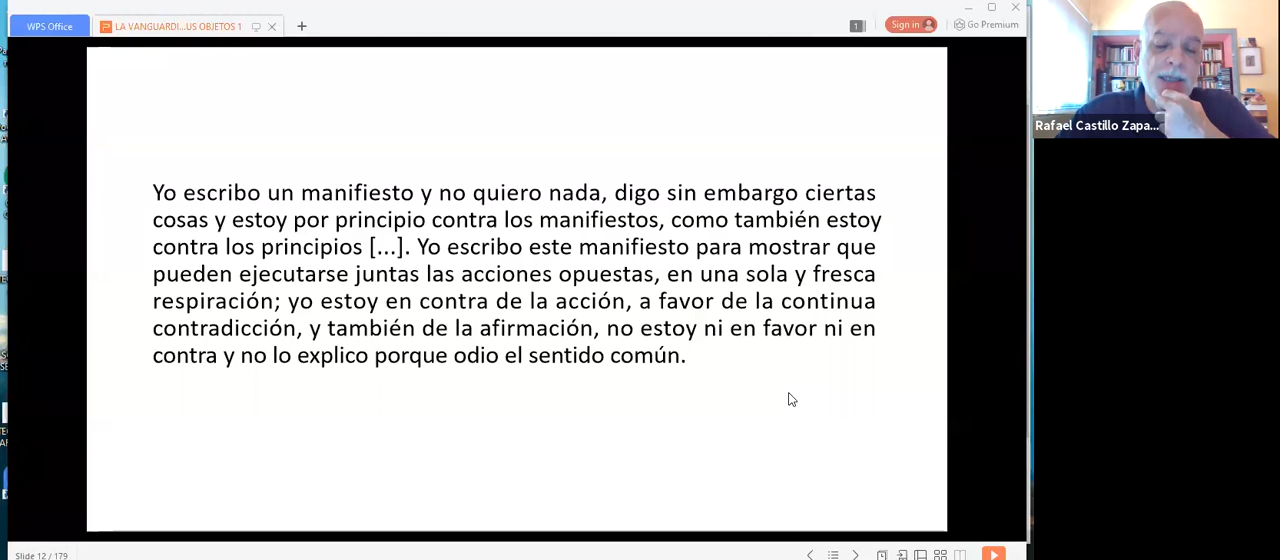 WPS Office
LA VANGUARDI...US OBJETOS 1
1
Sign in
Go Premium
Yo escribo un manifiesto y no quiero nada, digo sin embargo ciertas
cosas y estoy por principio contra los manifiestos, como también estoy
contra los principios [...]. Yo escribo este manifiesto para mostrar que
pueden ejecutarse juntas las acciones opuestas, en una sola y fresca
respiración; yo estoy en contra de la acción, a favor de la continua
contradicción, y también de la afirmación, no estoy ni en favor ni en
contra y no lo explico porque odio el sentido común.
Rafael Castillo Zapa...
Slide 12 / 179